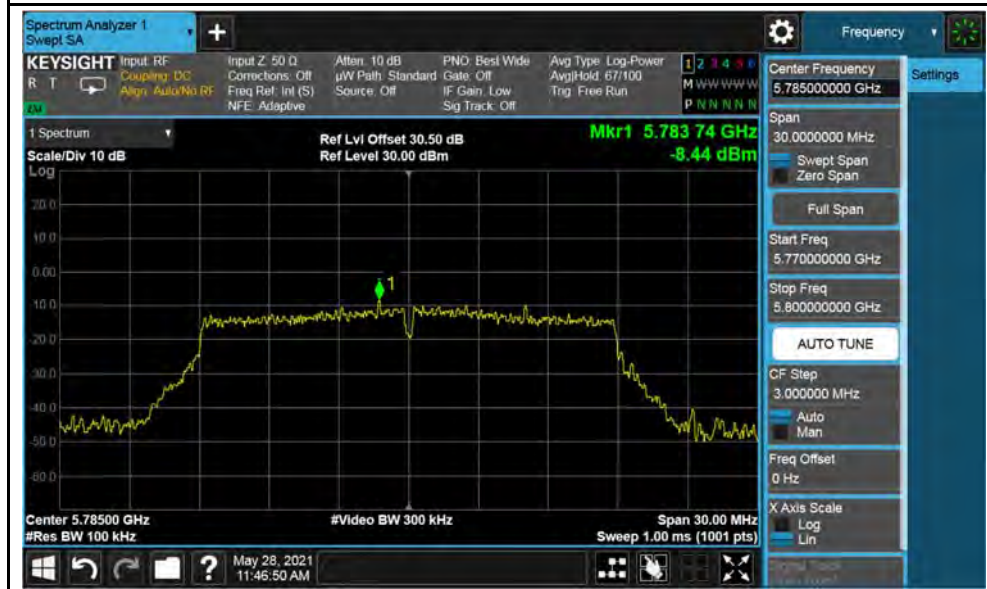 Spectrum Analyzer 1
Swept SA
+
Frequency
KEYSIGHT Input: RF Input Z: 50 Ω Atten: 10 dB PNO: Best Wide Avg Type: Log-Power 1 2 3 4 5 6
R T Coupling: DC Corrections: Off µW Path: Standard Gate: Off Avg|Hold: 67/100 M W W W W W
Align: Auto/No RF Freq Ref: Int (S) Source: Off IF Gain: Low Trig: Free Run
NFE: Adaptive Sig Track: Off P N N N N N
1 Spectrum
Ref Lvl Offset 30.50 dB
Mkr1 5.783 74 GHz
Scale/Div 10 dB
Ref Level 30.00 dBm
-8.44 dBm
Log
20.0
10.0
0.00
-10.0
-20.0
-30.0
-40.0
-50.0
-60.0
1
Center 5.78500 GHz
#Video BW 300 kHz
Span 30.00 MHz
#Res BW 100 kHz
Sweep 1.00 ms (1001 pts)
?
May 28, 2021
11:46:50 AM
Center Frequency
5.785000000 GHz
Settings
Span
30.0000000 MHz
Swept Span
Zero Span
Full Span
Start Freq
5.770000000 GHz
Stop Freq
5.800000000 GHz
AUTO TUNE
CF Step
3.000000 MHz
Auto
Man
Freq Offset
0 Hz
X Axis Scale
Log
Lin